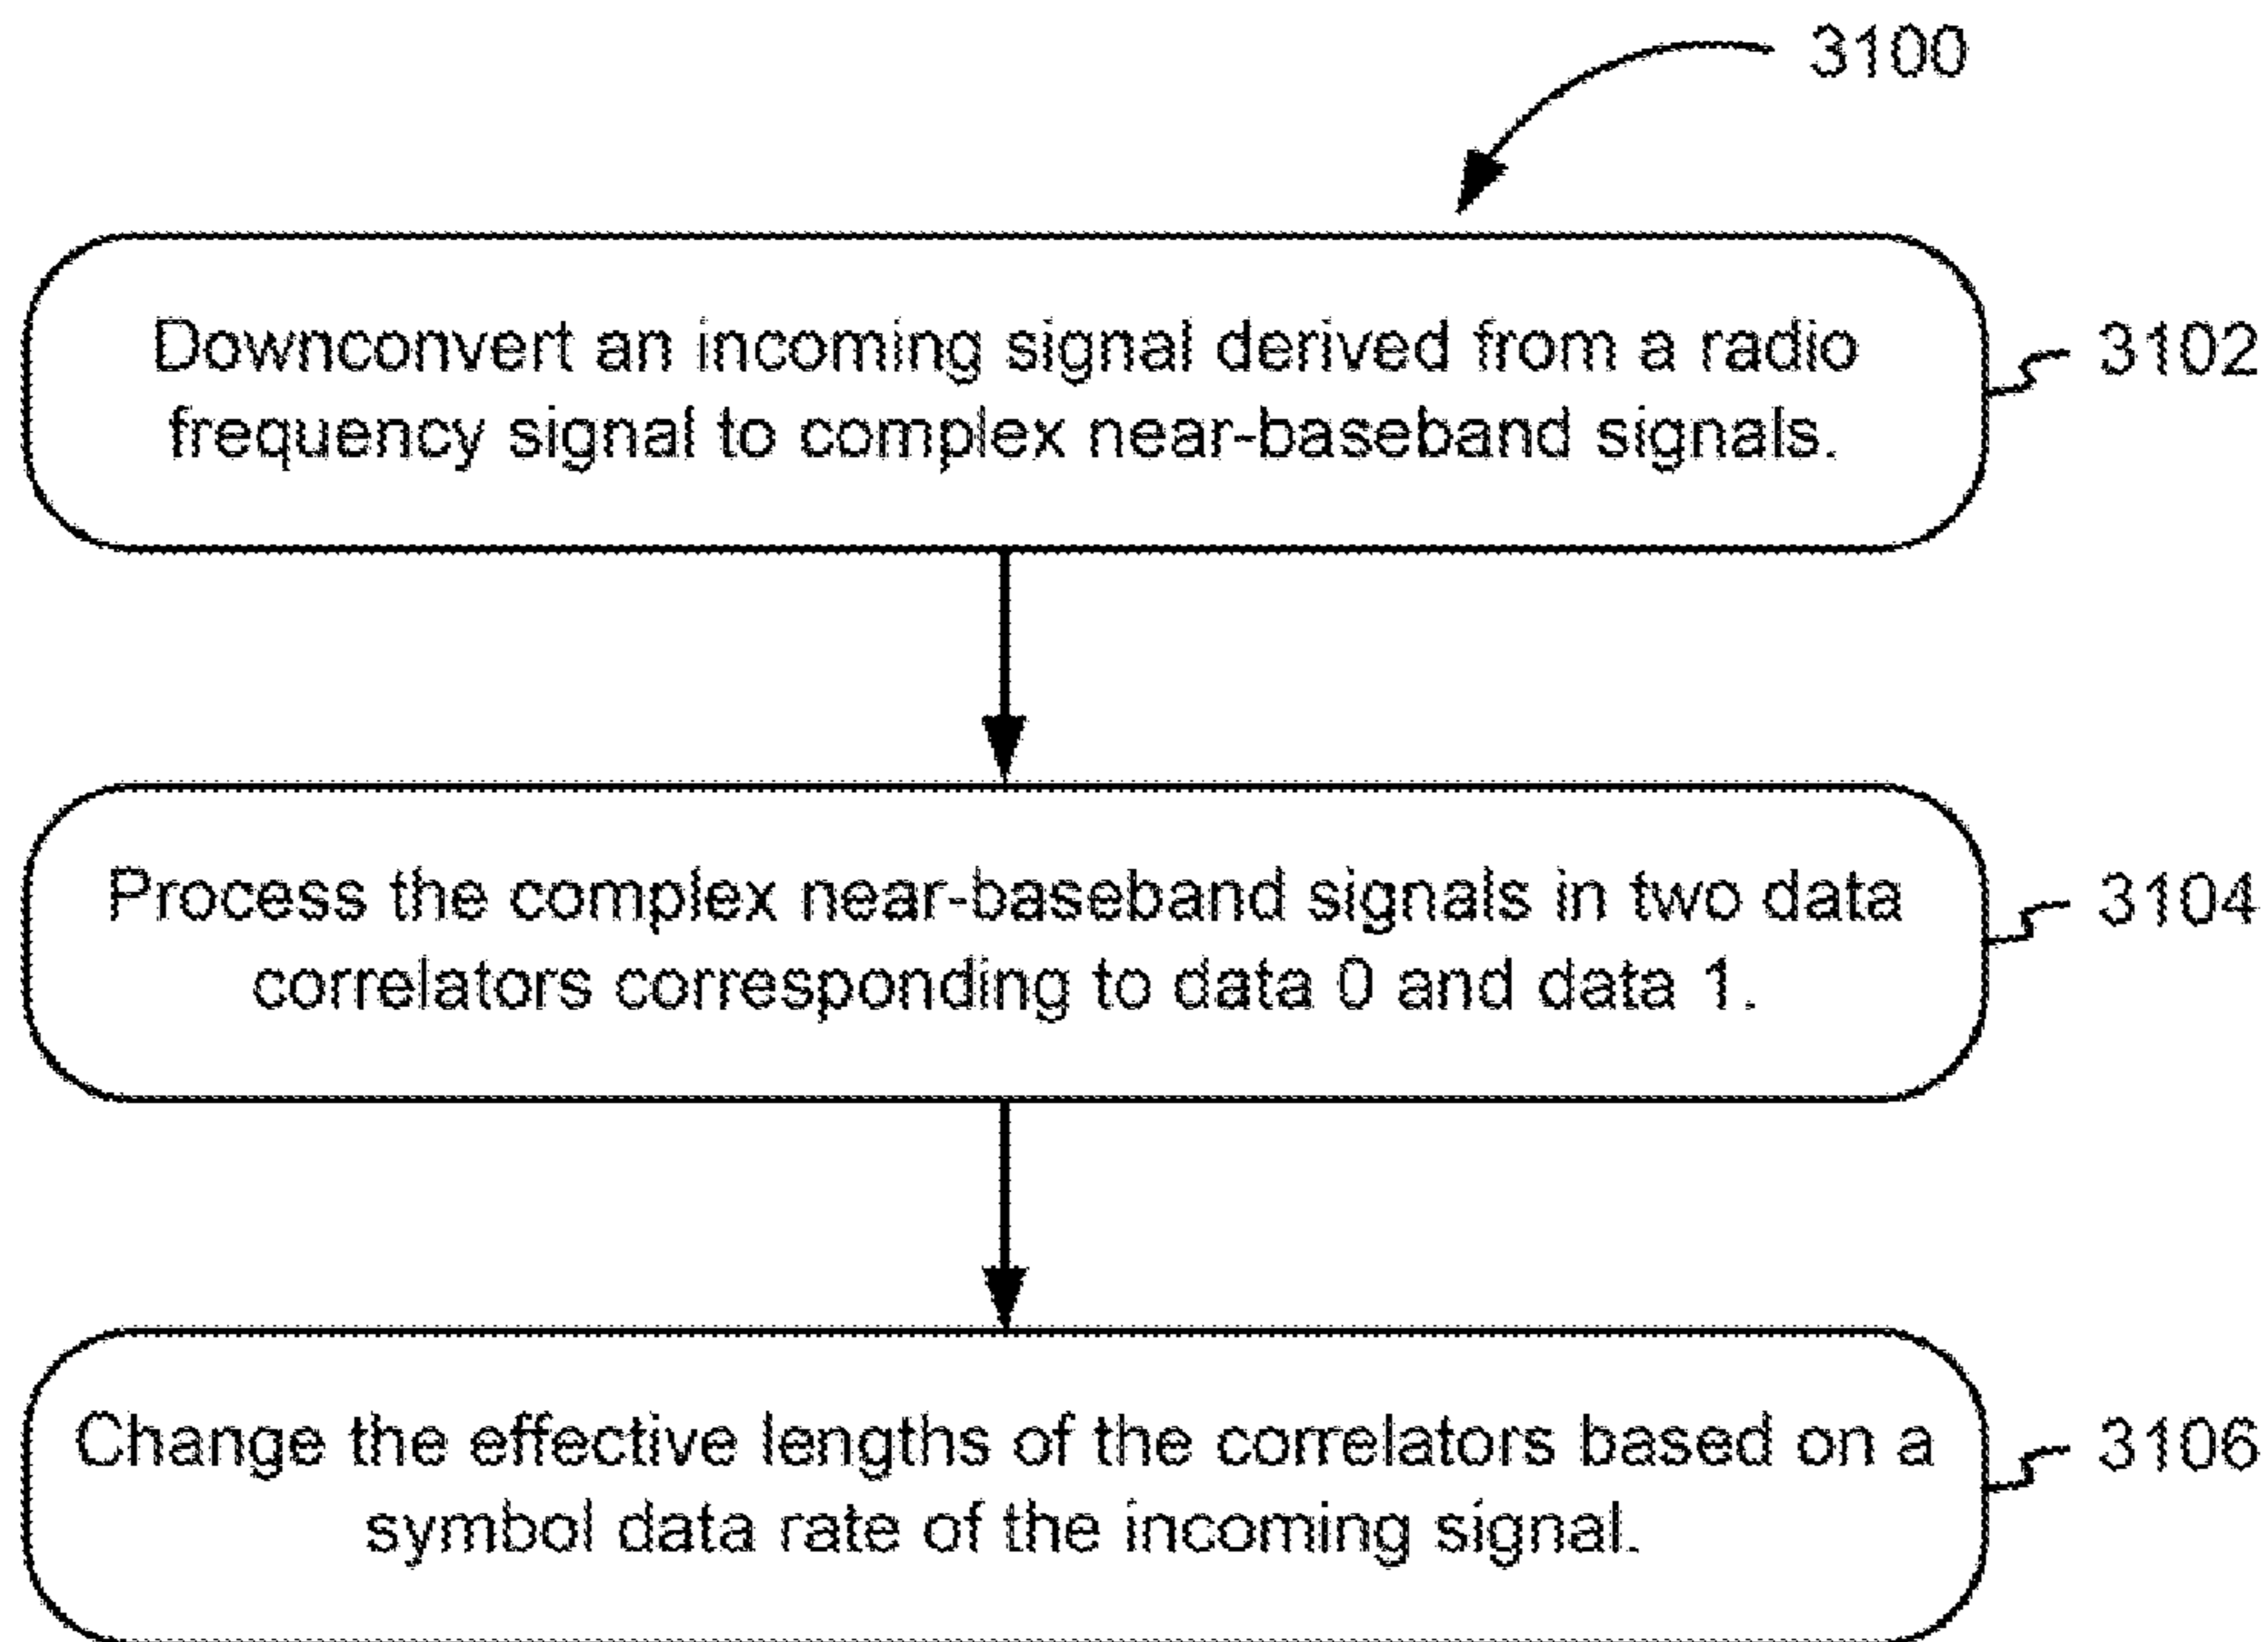 3100
Downconvert an incoming signal derived from a radio
frequency signal to complex near-baseband signals.
3102
Process the complex near-baseband signals in two data
correlators corresponding to data 0 and data 1.
3104
Change the effective lengths of the correlators based on a
symbol data rate of the incoming signal.
3106